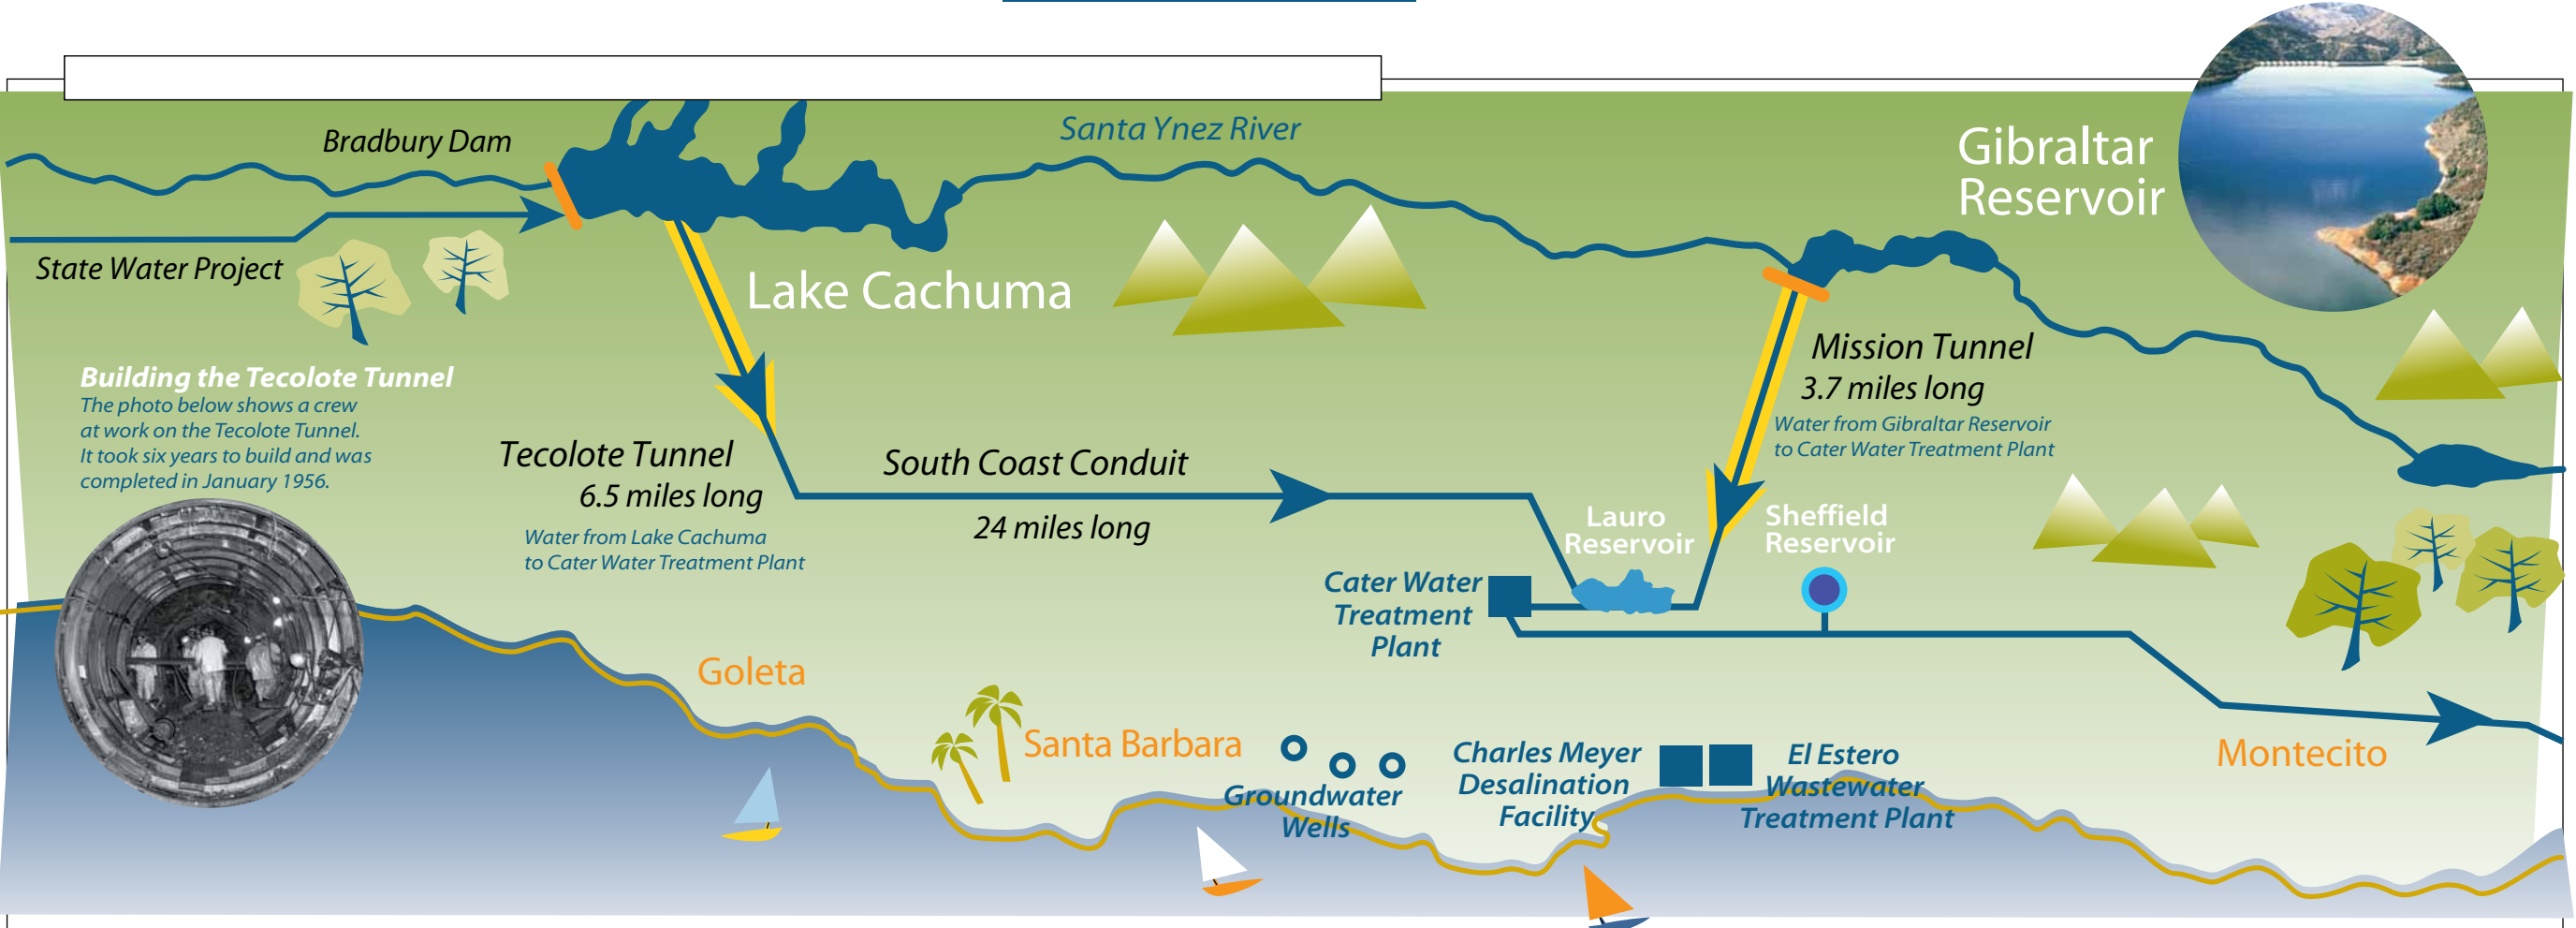 Bradbury Dam
Santa Ynez River
Gibraltar
Reservoir
State Water Project
Lake Cachuma
Building the Tecolote Tunnel
The photo below shows a crew
at work on the Tecolote Tunnel.
It took six years to build and was
completed in January 1956.
Mission Tunnel
3.7 miles long
Water from Gibraltar Reservoir
to Cater Water Treatment Plant
Tecolote Tunnel
6.5 miles long
Water from Lake Cachuma
to Cater Water Treatment Plant
South Coast Conduit
24 miles long
Lauro
Reservoir
Sheffield
Reservoir
Cater Water
Treatment
Plant
Goleta
Santa Barbara
Groundwater
Wells
Charles Meyer
Desalination
Facility
El Estero
Wastewater
Treatment Plant
Montecito